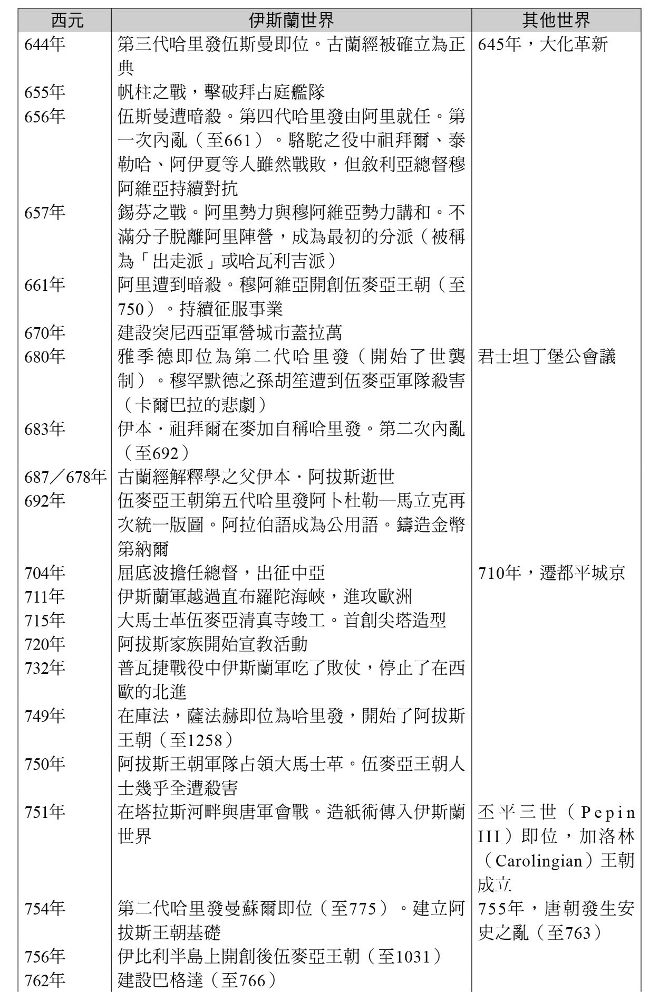 西元 伊斯蘭世界 其他世界
644年 第三代哈里發伍斯曼即位。古蘭經被確立為正 645年，大化革新
典
655年 帆柱之戰，擊破拜占庭艦隊
656年 伍斯曼遭暗殺。第四代哈里發由阿里就任。第
一次內亂（至661）。駱駝之役中祖拜爾、泰
勒哈、阿伊夏等人雖然戰敗，但敘利亞總督穆
阿維亞持續對抗
657年 錫芬之戰。阿里勢力與穆阿維亞勢力講和。不
滿分子脫離阿里陣營，成為最初的分派（被稱
為「出走派」或哈瓦利吉派）
661年 阿里遭到暗殺。穆阿維亞開創伍麥亞王朝（至
750）。持續征服事業
670年 建設突尼西亞軍營城市蓋拉萬
680年 雅季德即位為第二代哈里發（開始了世襲 君士坦丁堡公會議
制）。穆罕默德之孫胡笙遭到伍麥亞軍隊殺害
（卡爾巴拉的悲劇）
683年 伊本．祖拜爾在麥加自稱哈里發。第二次內亂
（至692）
687／678年 古蘭經解釋學之父伊本．阿拔斯逝世
692年 伍麥亞王朝第五代哈里發阿卜杜勒—馬立克再
次統一版圖。阿拉伯語成為公用語。鑄造金幣
第納爾
704年 屈底波擔任總督，出征中亞 710年，遷都平城京
711年 伊斯蘭軍越過直布羅陀海峽，進攻歐洲
715年 大馬士革伍麥亞清真寺竣工。首創尖塔造型
720年 阿拔斯家族開始宣教活動
732年 普瓦捷戰役中伊斯蘭軍吃了敗仗，停止了在西
歐的北進
749年 在庫法，薩法赫即位為哈里發，開始了阿拔斯
王朝（至1258）
750年 阿拔斯王朝軍隊占領大馬士革。伍麥亞王朝人
士幾乎全遭殺害
751年 在塔拉斯河畔與唐軍會戰。造紙術傳入伊斯蘭 丕平三世（Pepin
世界 III）即位，加洛林
（Carolingian）王朝
成立
754年 第二代哈里發曼蘇爾即位（至775）。建立阿 755年，唐朝發生安
拔斯王朝基礎 史之亂（至763）
756年 伊比利半島上開創後伍麥亞王朝（至1031）
762年 建設巴格達（至766）